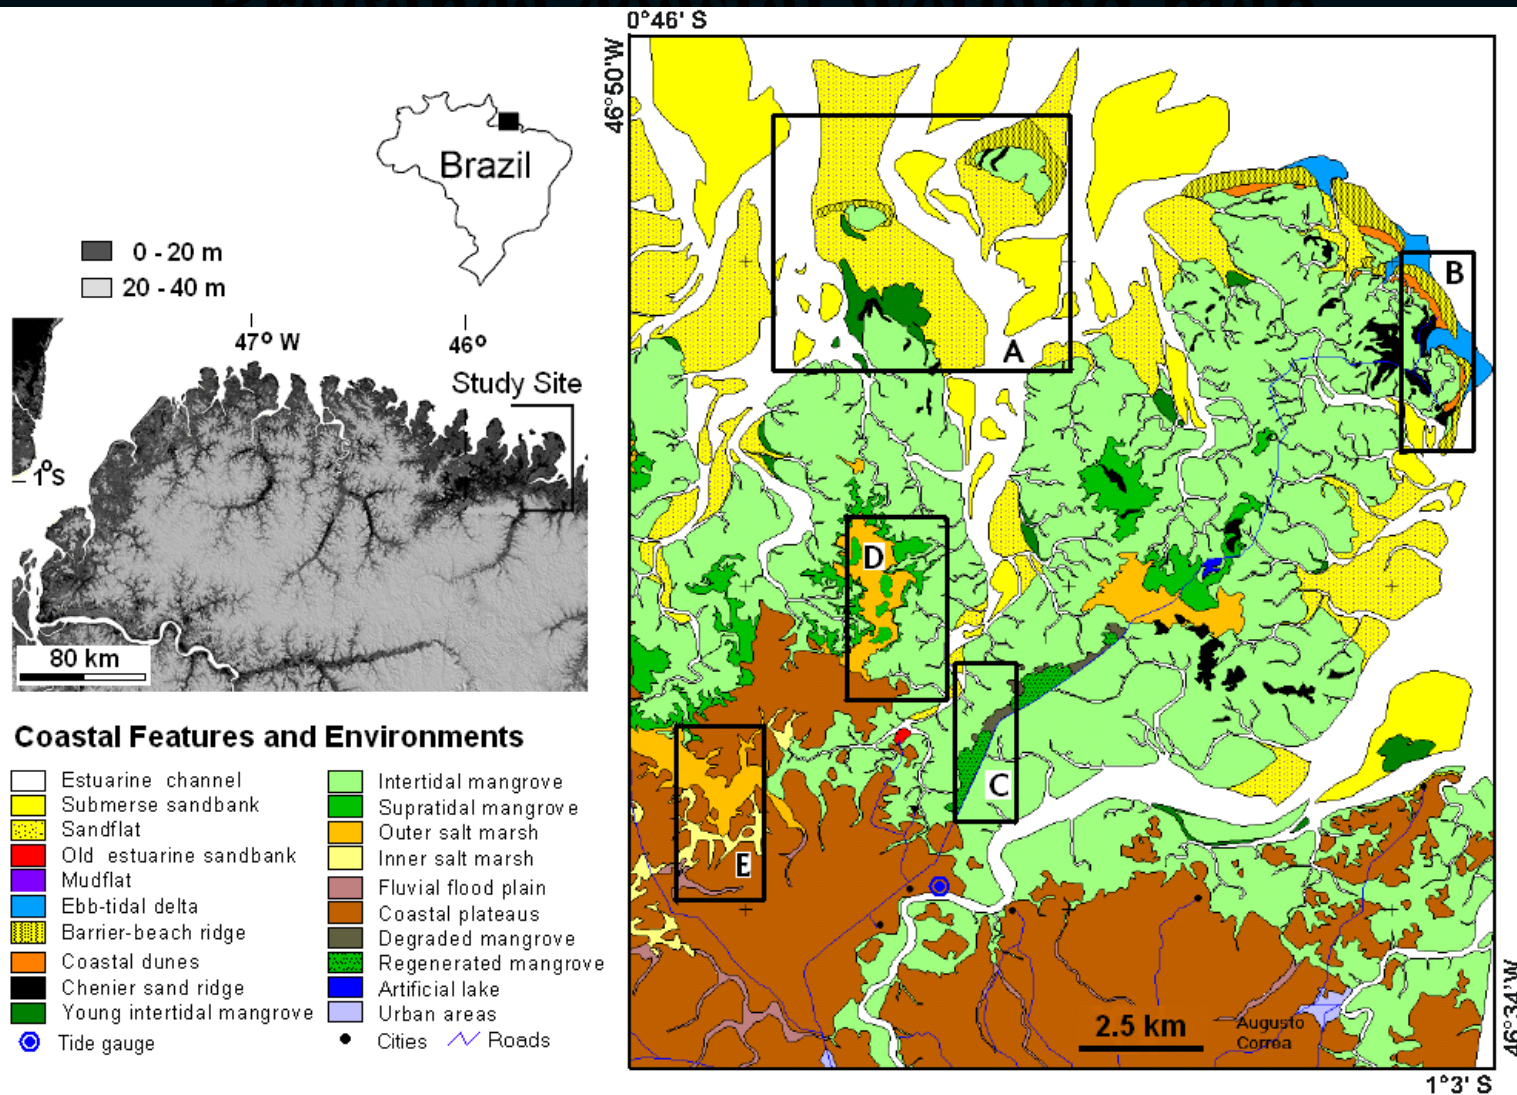 0°46' S
46°50'W
Brazil
0 - 20 m
20 - 40 m
47° W
46°
Study Site
1°S
80 km
A
B
C
D
E
2.5 km
Augusto
Correa
46°34'W
1°3' S
Coastal Features and Environments
Estuarine channel
Submerse sandbank
Sandflat
Old estuarine sandbank
Mudflat
Ebb-tidal delta
Barrier-beach ridge
Coastal dunes
Chenier sand ridge
Young intertidal mangrove
Tide gauge
Intertidal mangrove
Supratidal mangrove
Outer salt marsh
Inner salt marsh
Fluvial flood plain
Coastal plateaus
Degraded mangrove
Regenerated mangrove
Artificial lake
Urban areas
Cities
Roads